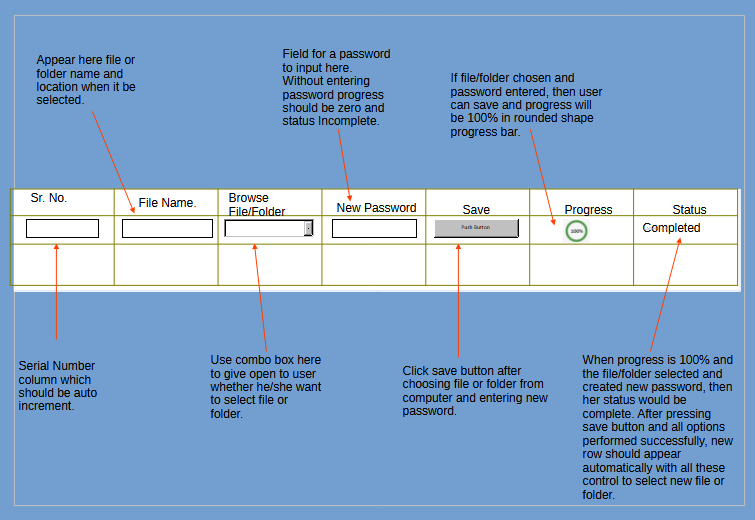 Appear here file or
folder name and
location when it be
selected.
Field for a password
to input here.
Without entering
password progress
should be zero and
status Incomplete.
If file/folder chosen and
password entered, then user
can save and progress will
be 100% in rounded shape
progress bar.
Sr. No.
File Name.
Browse
File/Folder
New Password
Save
Progress
Status
Push Button
100%
Completed
Serial Number
column which
should be auto
increment.
Use combo box here
to give open to user
whether he/she want
to select file or
folder.
Click save button after
choosing file or folder from
computer and entering new
password.
When progress is 100% and
the file/folder selected and
created new password, then
her status would be
complete. After pressing
save button and all options
performed successfully, new
row should appear
automatically with all these
control to select new file or
folder.